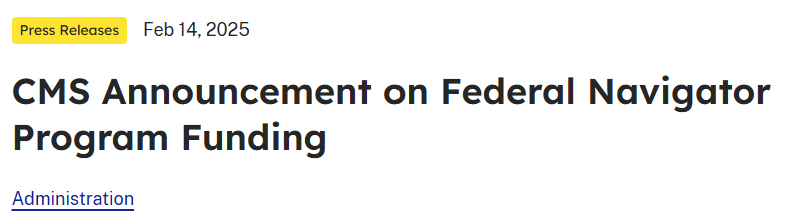 Press Releases Feb 14, 2025
CMS Announcement on Federal Navigator
Program Funding
Administration